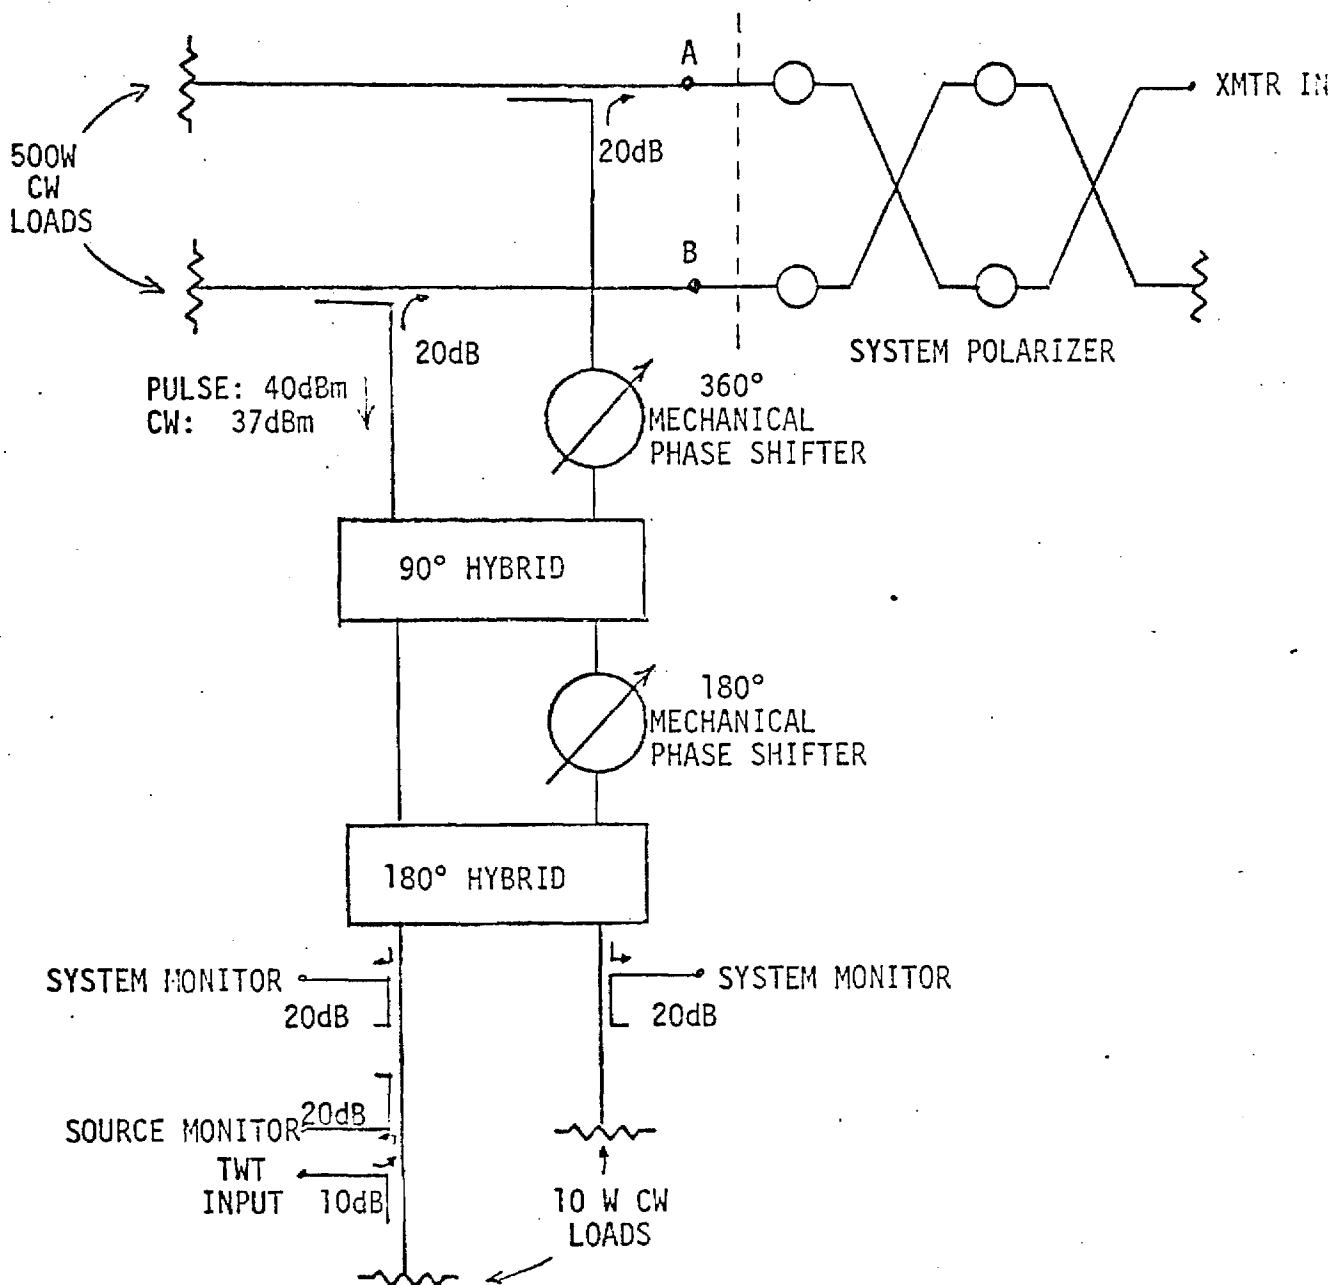 A
XMTR IN
500W
CW
LOADS
20dB
B
20dB
SYSTEM POLARIZER
PULSE: 40dBm
CW: 37dBm
360°
MECHANICAL
PHASE SHIFTER
90° HYBRID
180°
MECHANICAL
PHASE SHIFTER
180° HYBRID
SYSTEM MONITOR
20dB
SYSTEM MONITOR
20dB
SOURCE MONITOR
20dB
TWT
INPUT
10dB
10 W CW
LOADS